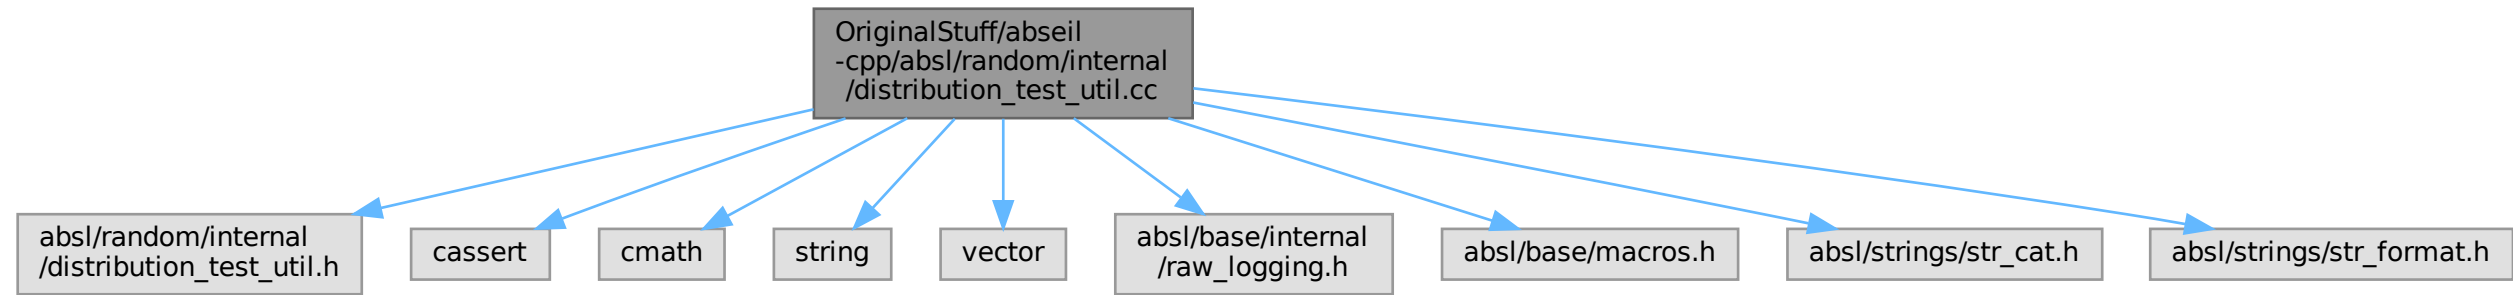 OriginalStuff/abseil
-cpp/absl/random/internal
/distribution_test_util.cc
absl/random/internal
/distribution_test_util.h
cassert
cmath
string
vector
absl/base/internal
/raw_logging.h
absl/base/macros.h
absl/strings/str_cat.h
absl/strings/str_format.h